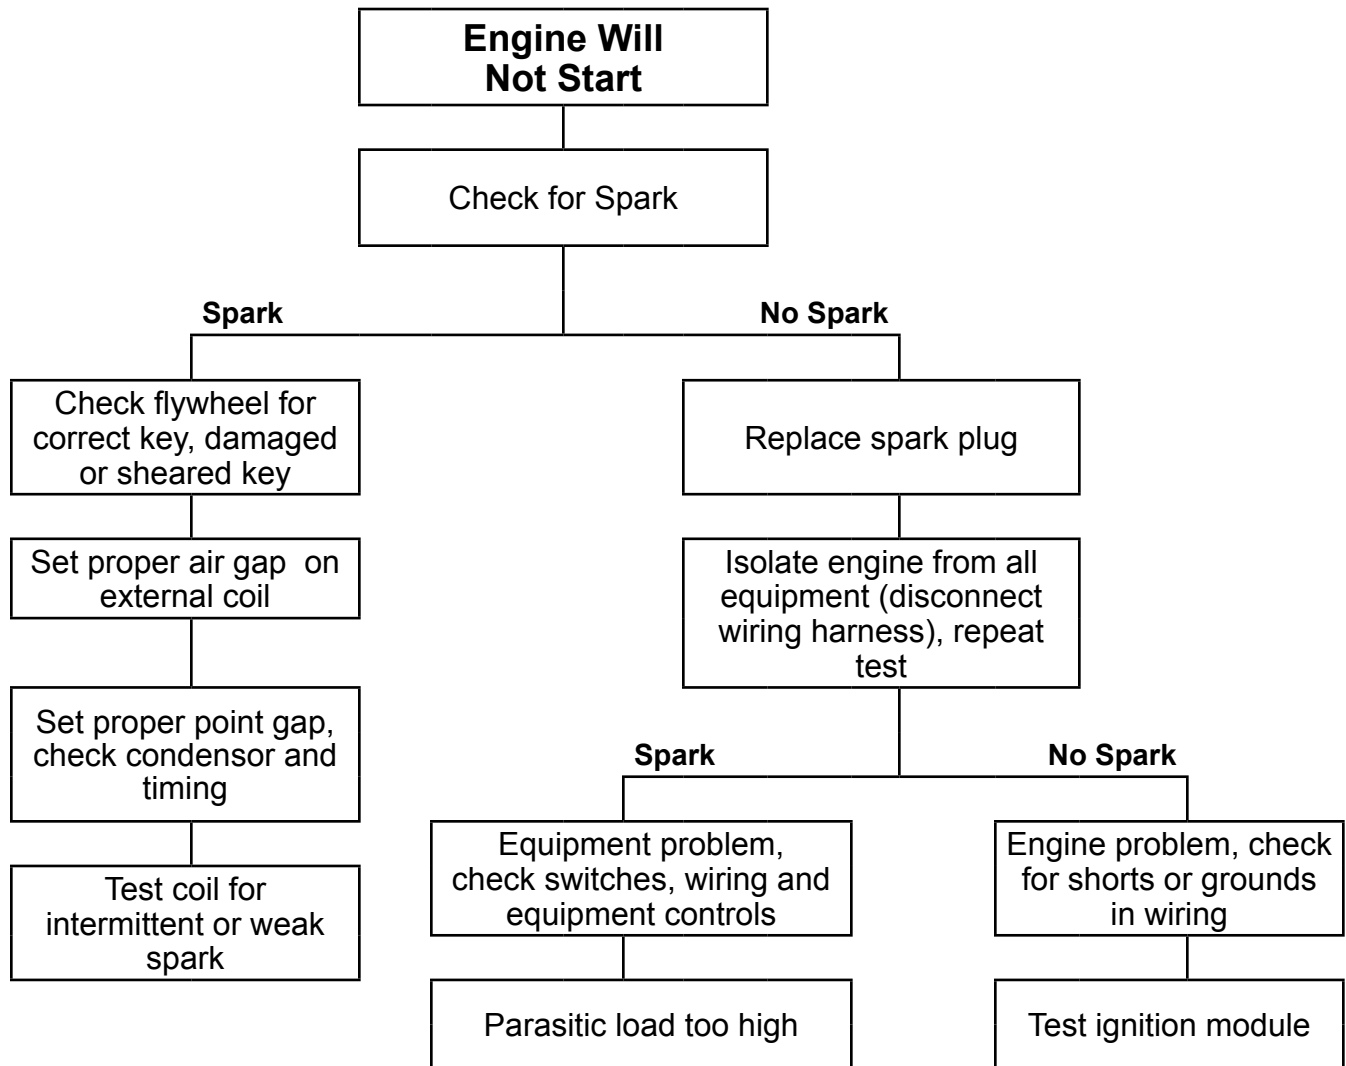 Engine Will
Not Start
Check for Spark
Spark
No Spark
Check flywheel for
correct key, damaged
or sheared key
Replace spark plug
Set proper air gap  on
external coil
Isolate engine from all
equipment (disconnect
wiring harness), repeat
test
Set proper point gap,
check condensor and
timing
Spark
No Spark
Test coil for
intermittent or weak
spark
Equipment problem,
check switches, wiring and
equipment controls
Engine problem, check
for shorts or grounds
in wiring
Parasitic load too high
Test ignition module